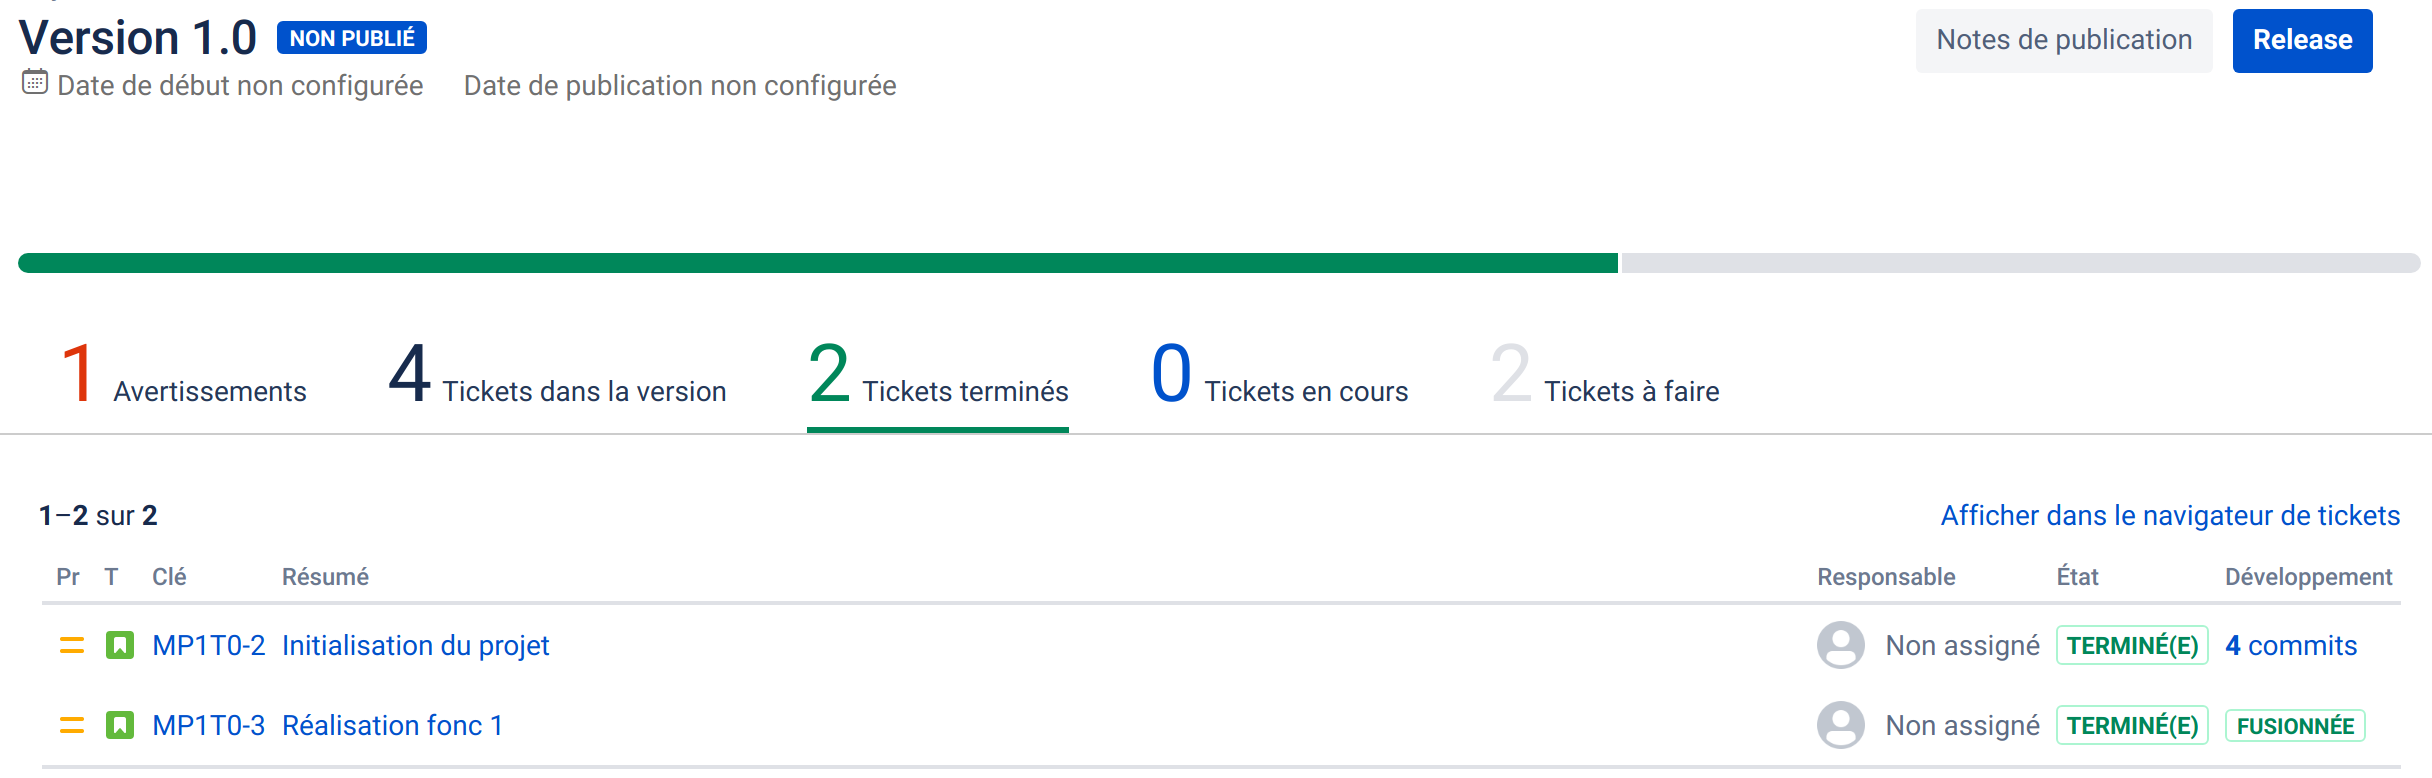 Version 1.0 NON PUBLIÉ Notes de publication Release
Date de début non configurée Date de publication non configurée
1 Avertissements 4 Tickets dans la version 2 Tickets terminés 0 Tickets en cours 2 Tickets à faire
1–2 sur 2 Afficher dans le navigateur de tickets
Pr T Clé Résumé Responsable État Développement
MP1T0-2 Initialisation du projet Non assigné TERMINÉ(E) 4 commits
MP1T0-3 Réalisation fonc 1 Non assigné TERMINÉ(E) FUSIONNÉE